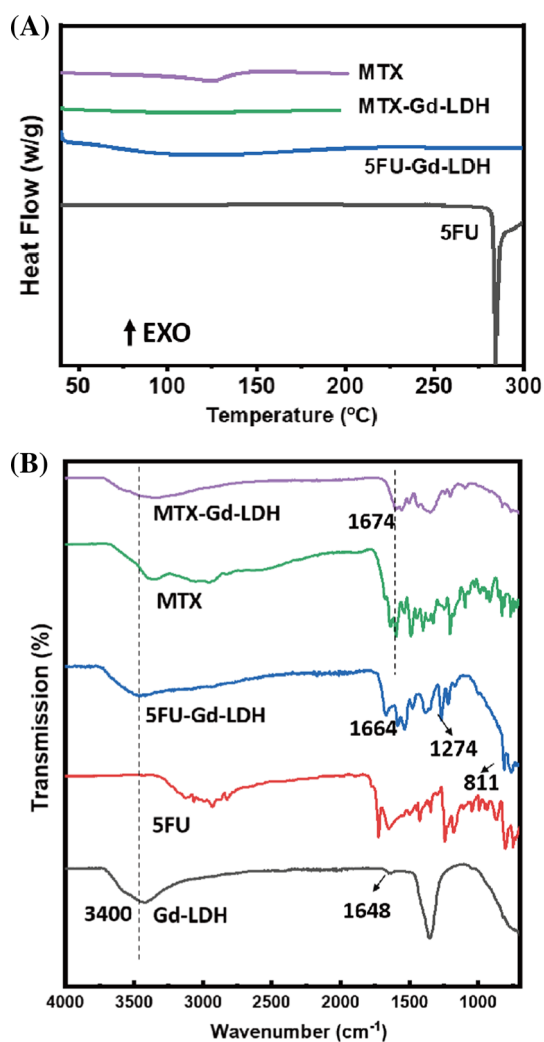 (A)
Heat Flow (w/g)
MTX
MTX-Gd-LDH
5FU-Gd-LDH
5FU
↑ EXO
50 100 150 200 250 300
Temperature (°C)
(B)
Transmission (%)
MTX-Gd-LDH
1674
MTX
5FU-Gd-LDH
1664
1274
811
5FU
3400
Gd-LDH
1648
4000 3500 3000 2500 2000 1500 1000
Wavenumber (cm⁻¹)